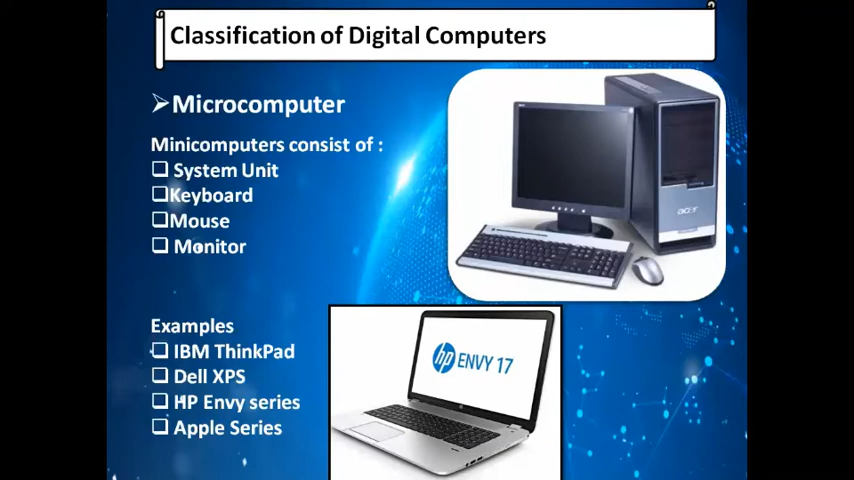 Classification of Digital Computers
Microcomputer
Minicomputers consist of :
System Unit
Keyboard
Mouse
Monitor
acer
Examples
IBM ThinkPad
Dell XPS
HP Envy series
Apple Series
hp ENVY 17